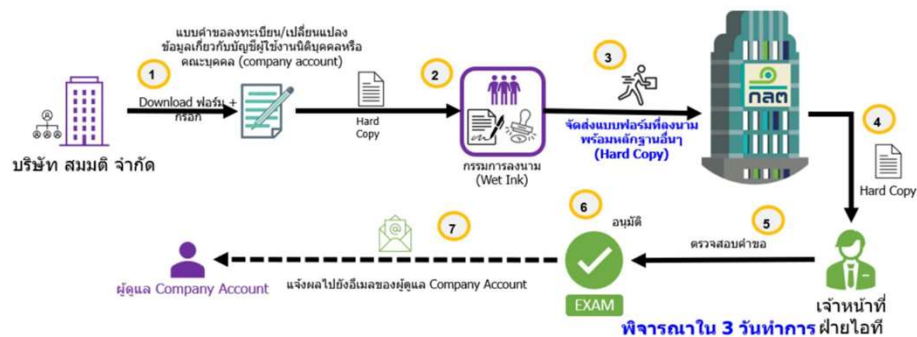 แบบคำขอลงทะเบียน/เปลี่ยนแปลง
ข้อมูลเกี่ยวกับบัญชีผู้ใช้งานนิติบุคคลหรือ
คณะบุคคล (company account)
1
Download ฟอร์ม +
กรอก
บริษัท สมมติ จำกัด
2
Hard
Copy
กรรมการลงนาม
(Wet Ink)
3
จัดส่งแบบฟอร์มที่ลงนาม
พร้อมหลักฐานอื่นๆ
(Hard Copy)
กลต
4
Hard Copy
5
ตรวจสอบคำขอ
เจ้าหน้าที่
ฝ่ายไอที
6
อนุมัติ
EXAM
พิจารณาใน 3 วันทำการ
7
แจ้งผลไปยังอีเมลของผู้ดูแล Company Account
ผู้ดูแล Company Account